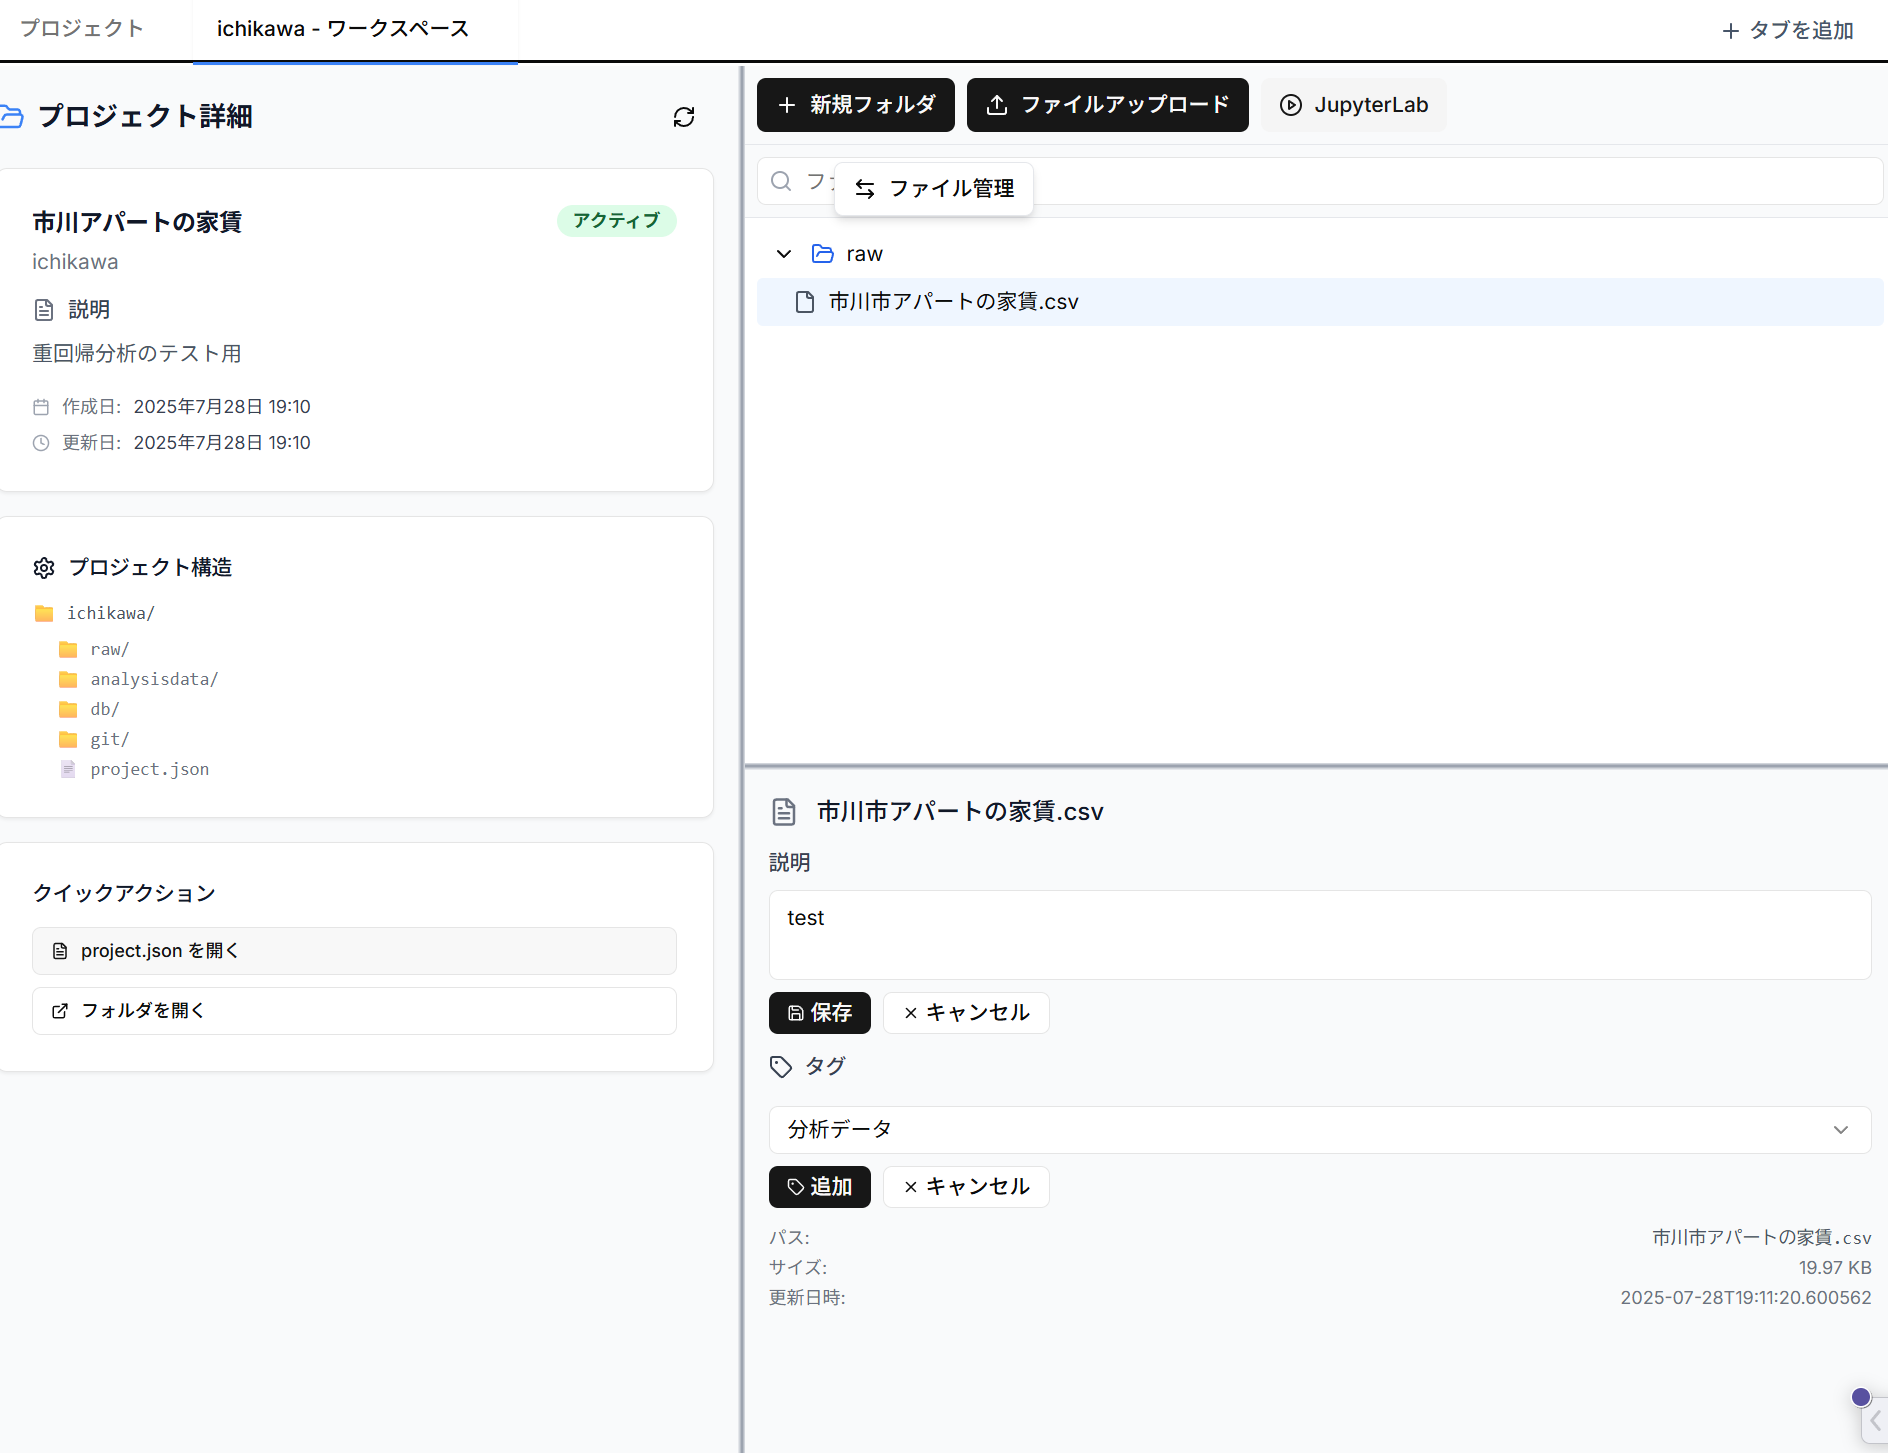 プロジェクト
ichikawa - ワークスペース
タブを追加
プロジェクト詳細
市川アパートの家賃
アクティブ
ichikawa
説明
重回帰分析のテスト用
作成日: 2025年7月28日 19:10
更新日: 2025年7月28日 19:10
プロジェクト構造
ichikawa/
raw/
analysisdata/
db/
git/
project.json
クイックアクション
project.json を開く
フォルダを開く
新規フォルダ
ファイルアップロード
JupyterLab
ファイル管理
raw
市川市アパートの家賃.csv
市川市アパートの家賃.csv
説明
test
保存
キャンセル
タグ
分析データ
追加
キャンセル
パス: 市川市アパートの家賃.csv
サイズ: 19.97 KB
更新日時: 2025-07-28T19:11:20.600562